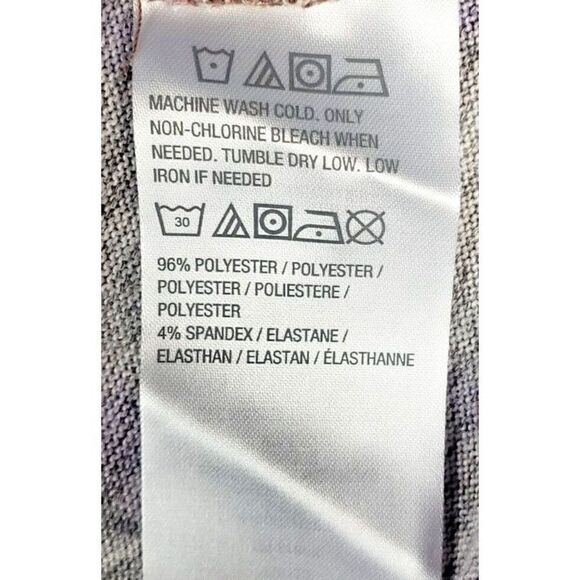 MACHINE WASH COLD. ONLY
NON-CHLORINE BLEACH WHEN
NEEDED. TUMBLE DRY LOW. LOW
IRON IF NEEDED
30
96% POLYESTER / POLYESTER /
POLYESTER / POLIESTERE /
POLYESTER
4% SPANDEX / ELASTANE /
ELASTHAN / ELASTAN / ÉLASTHANNE